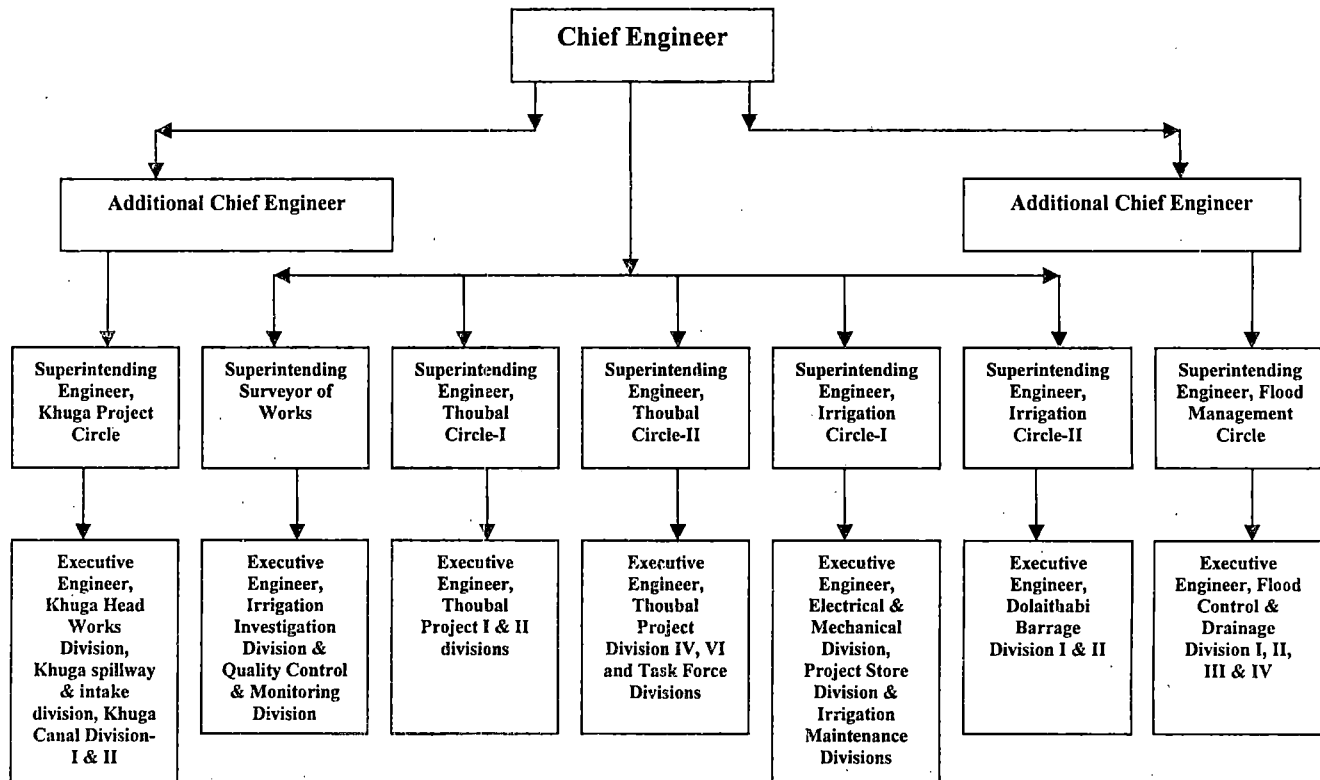 Chief Engineer
Additional Chief Engineer
Additional Chief Engineer
Superintending
Engineer,
Khuga Project
Circle
Superintending
Surveyor of
Works
Superintending
Engineer,
Thoubal
Circle-I
Superintending
Engineer,
Thoubal
Circle-II
Superintending
Engineer,
Irrigation
Circle-I
Superintending
Engineer,
Irrigation
Circle-II
Superintending
Engineer, Flood
Management
Circle
Executive
Engineer,
Khuga Head
Works
Division,
Khuga spillway
& intake
division, Khuga
Canal Division-
I & II
Executive
Engineer,
Irrigation
Investigation
Division &
Quality Control
& Monitoring
Division
Executive
Engineer,
Thoubal
Project I & II
divisions
Executive
Engineer,
Thoubal
Project
Division IV, VI
and Task Force
Divisions
Executive
Engineer,
Electrical &
Mechanical
Division,
Project Store
Division &
Irrigation
Maintenance
Divisions
Executive
Engineer,
Dolaithabi
Barrage
Division I & II
Executive
Engineer, Flood
Control &
Drainage
Division I, II,
III & IV